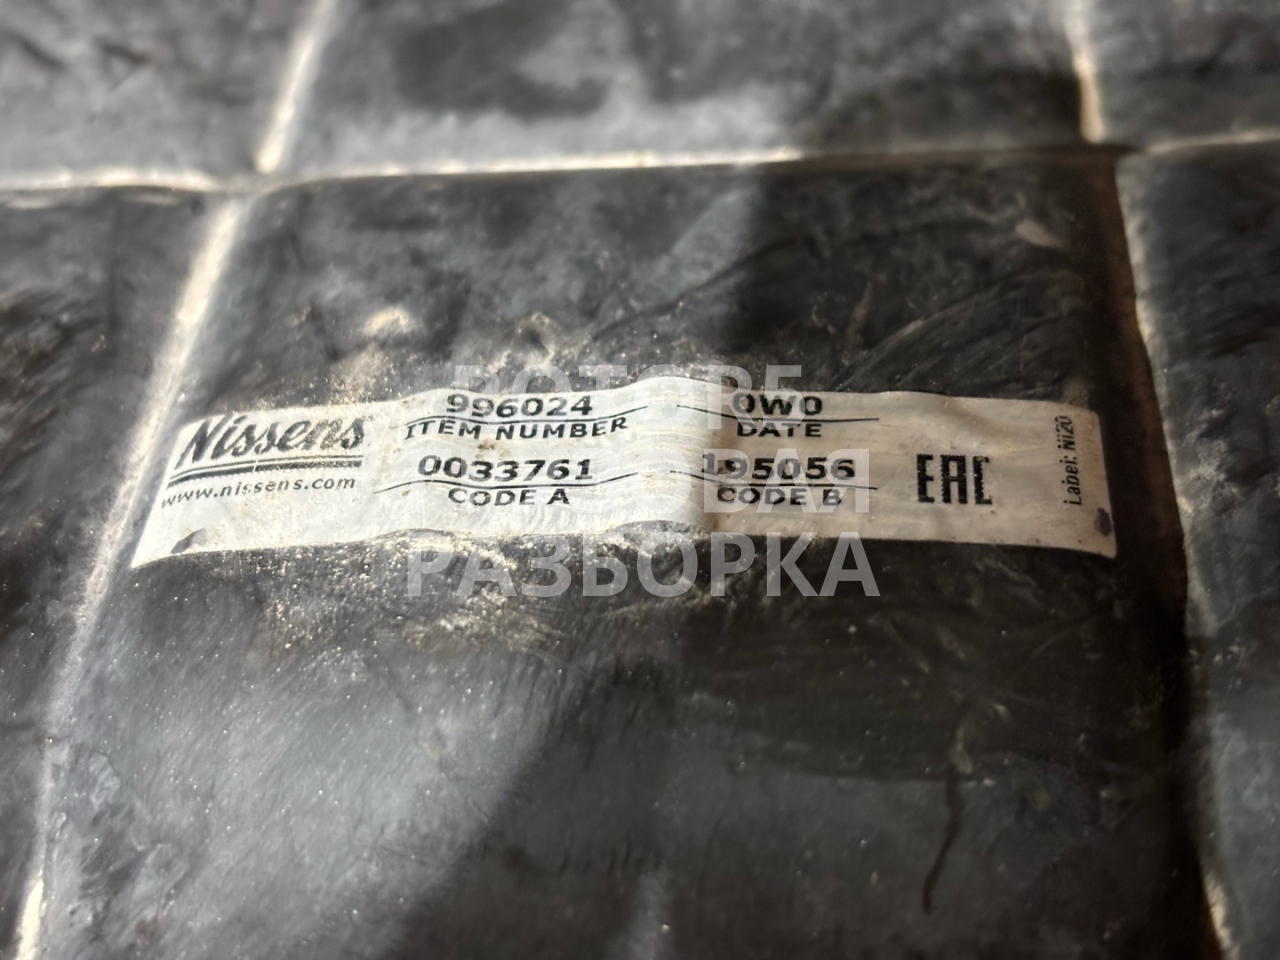 Nissens
www.nissens.com
996024
ITEM NUMBER
0033761
CODE A
0W0
DATE
195056
CODE B
EAC
Label: Ni20
РАЗБОРКА